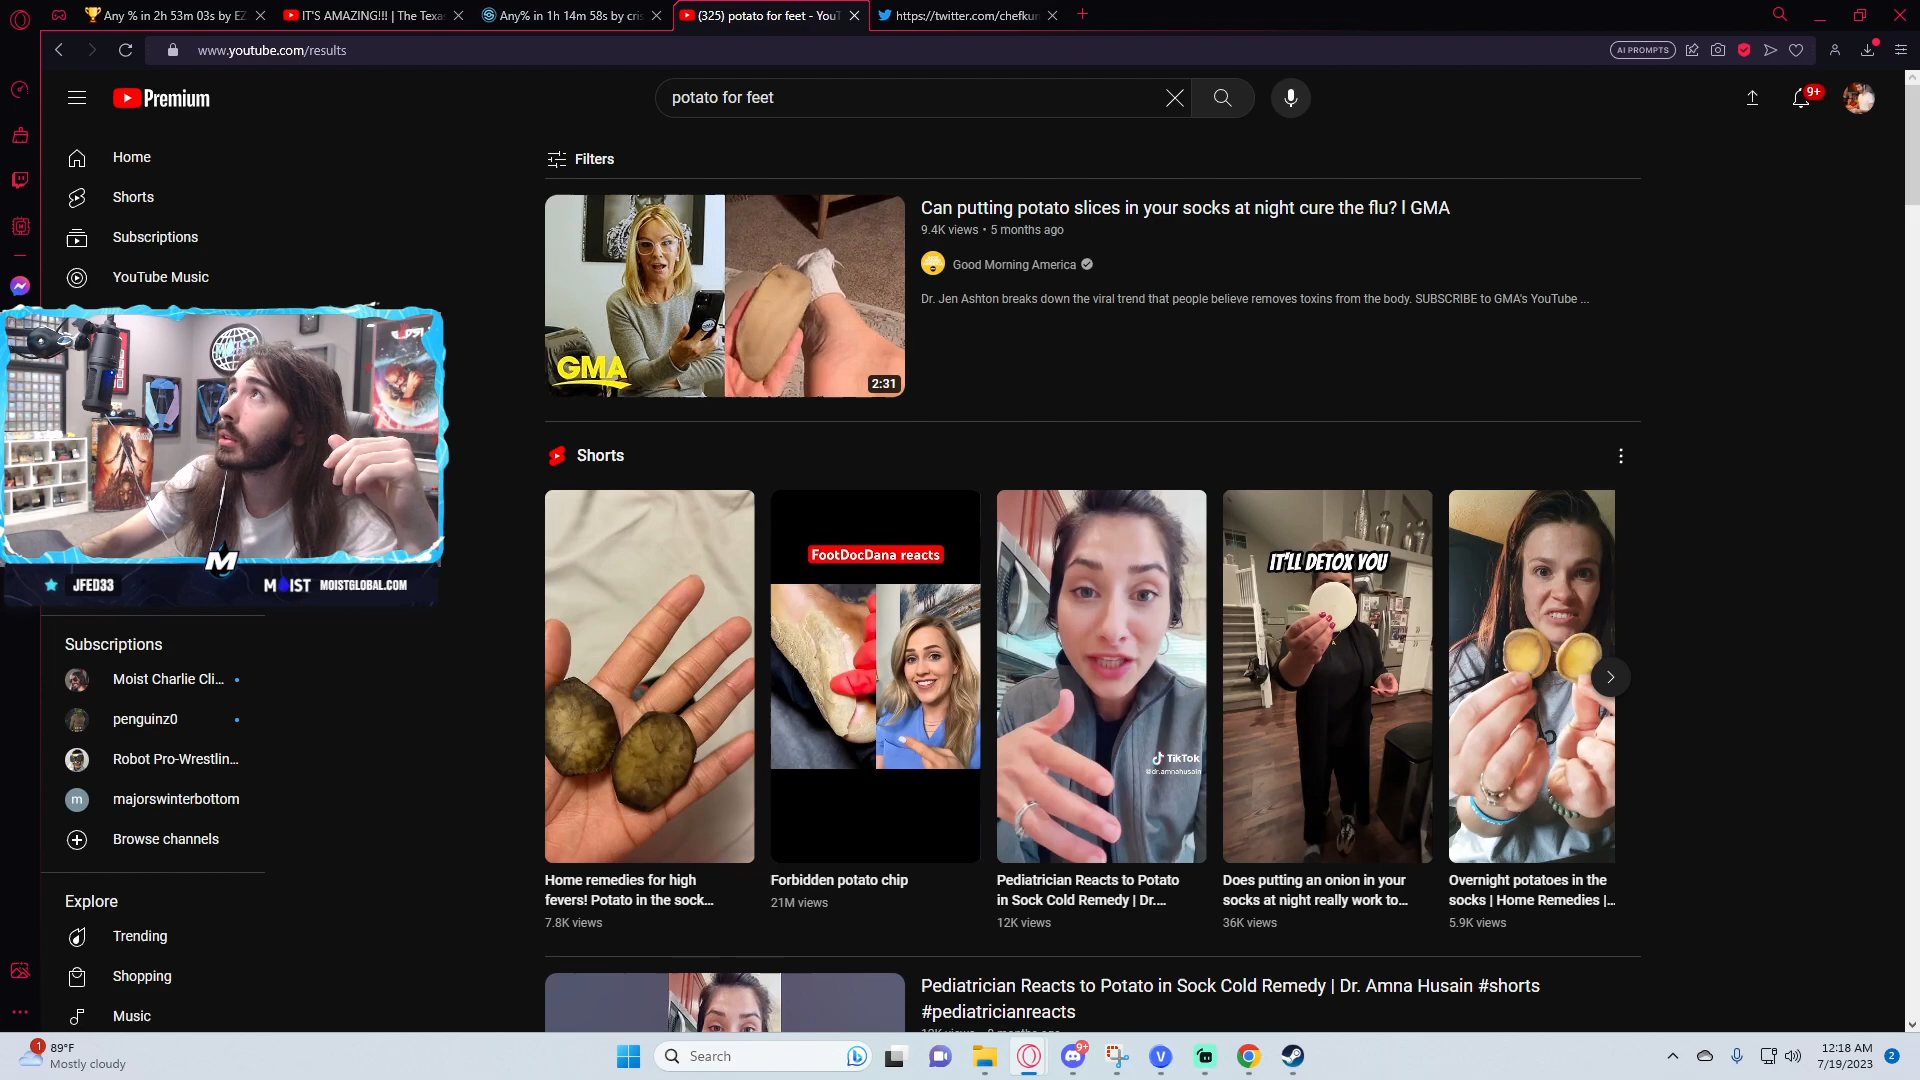 Any % in 2h 53m 03s by EZ
IT'S AMAZING!!! | The Texa
Any% in 1h 14m 58s by cris
(325) potato for feet - YouT
https://twitter.com/chefkun
www.youtube.com/results
AI PROMPTS
Premium
potato for feet
9+
Home
Shorts
Subscriptions
YouTube Music
Filters
GMA
2:31
Can putting potato slices in your socks at night cure the flu? l GMA
9.4K views • 5 months ago
Good Morning America
Dr. Jen Ashton breaks down the viral trend that people believe removes toxins from the body. SUBSCRIBE to GMA's YouTube ...
MOIST
M
JFED33
MOIST MOISTGLOBAL.COM
Subscriptions
Moist Charlie Cli...
penguinz0
Robot Pro-Wrestlin...
m majorswinterbottom
Browse channels
Explore
Trending
Shopping
Music
Shorts
FootDocDana reacts
TikTok
@dr.amnahusain
IT'LL DETOX YOU
Home remedies for high
fevers! Potato in the sock...
7.8K views
Forbidden potato chip
21M views
Pediatrician Reacts to Potato
in Sock Cold Remedy | Dr....
12K views
Does putting an onion in your
socks at night really work to...
36K views
Overnight potatoes in the
socks | Home Remedies |...
5.9K views
Pediatrician Reacts to Potato in Sock Cold Remedy | Dr. Amna Husain #shorts
#pediatricianreacts
1
89°F
Mostly cloudy
Search
9+
V
12:18 AM
7/19/2023
2